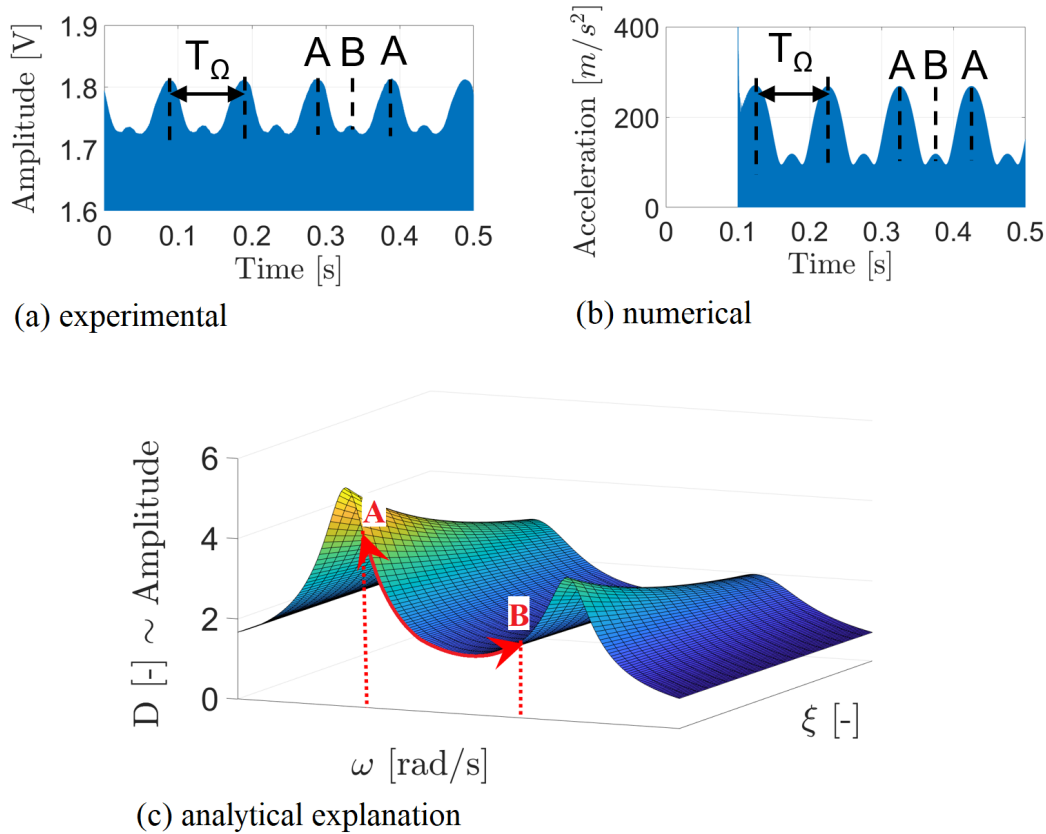 Amplitude [V]
1.9
1.8
1.7
1.6
T_Ω
A B A
0 0.1 0.2 0.3 0.4 0.5
Time [s]
(a) experimental
Acceleration [m/s²]
400
200
0
T_Ω
A B A
0 0.1 0.2 0.3 0.4 0.5
Time [s]
(b) numerical
D [-] ~ Amplitude
6
4
2
0
A
B
ω [rad/s]
ξ [-]
(c) analytical explanation